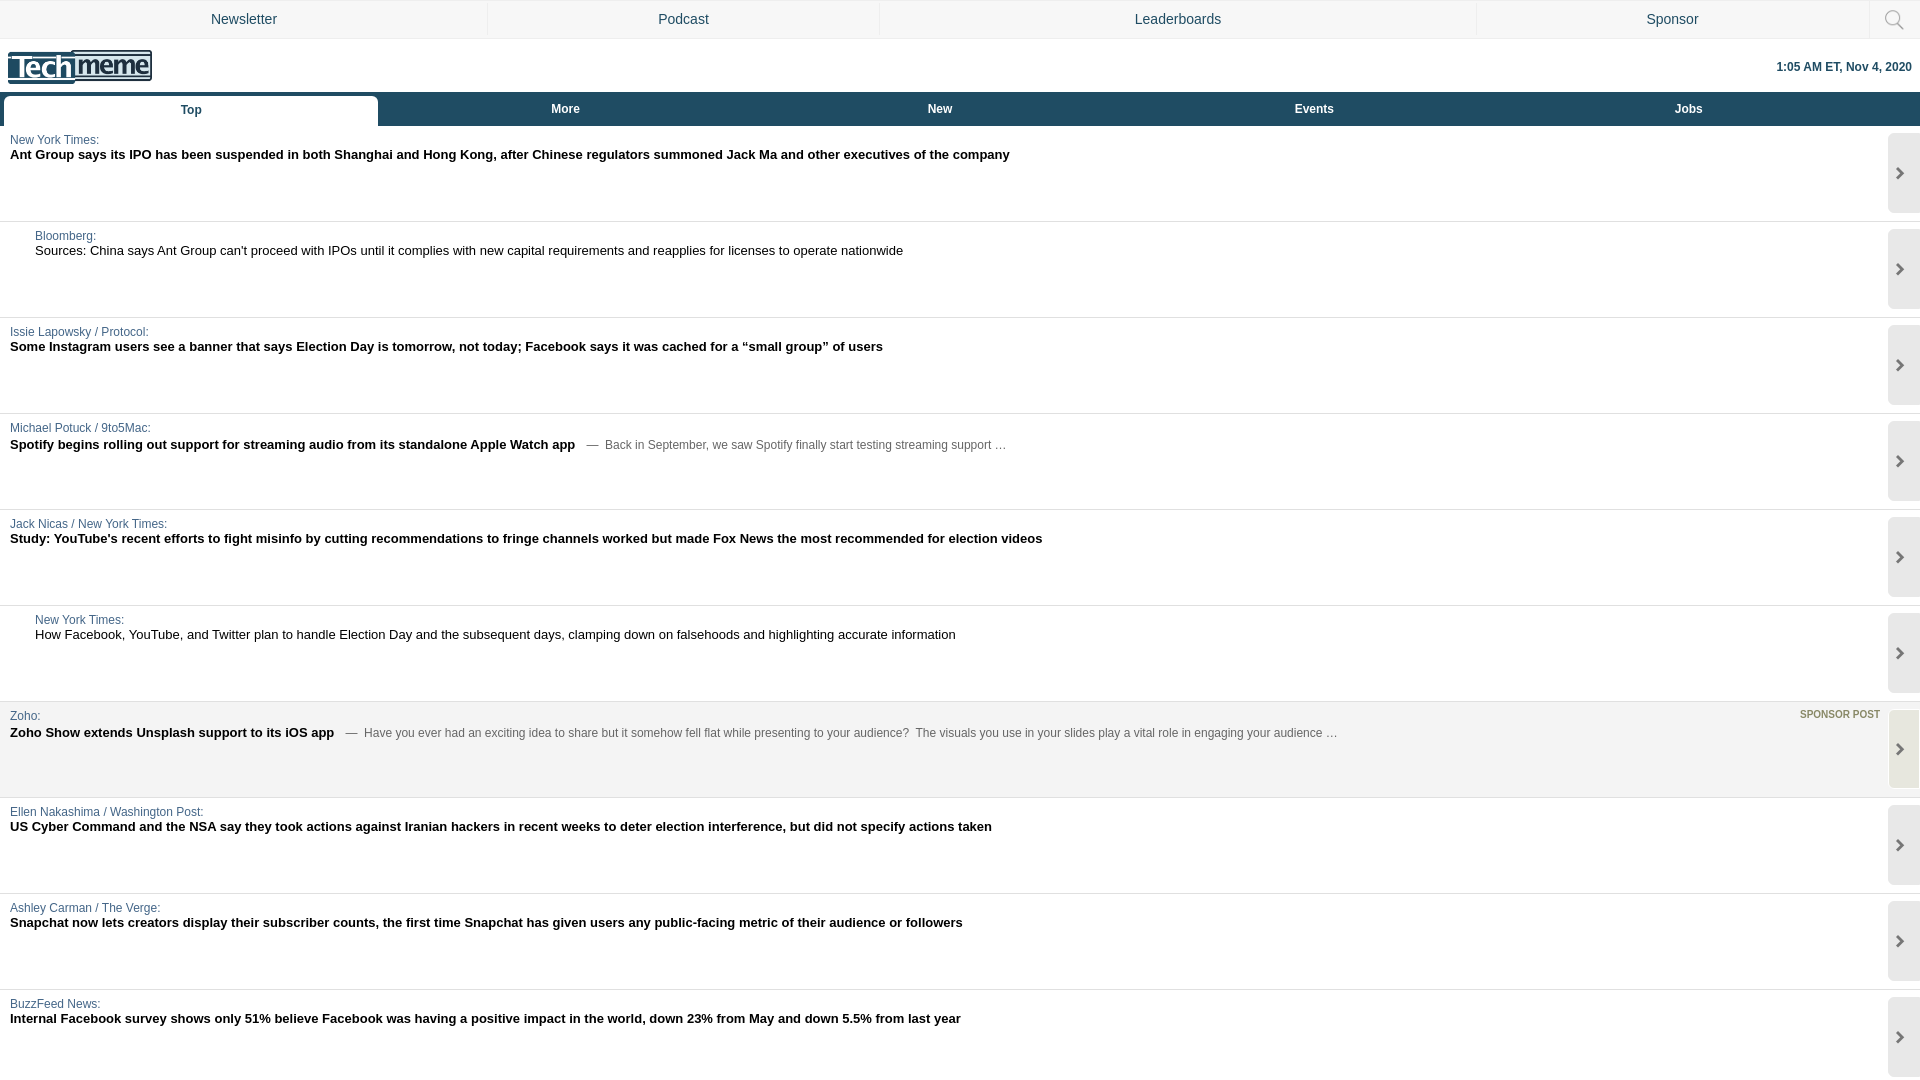 Newsletter
Podcast
Leaderboards
Sponsor
Techmeme
1:05 AM ET, Nov 4, 2020
Top
More
New
Events
Jobs
New York Times:
Ant Group says its IPO has been suspended in both Shanghai and Hong Kong, after Chinese regulators summoned Jack Ma and other executives of the company
Bloomberg:
Sources: China says Ant Group can't proceed with IPOs until it complies with new capital requirements and reapplies for licenses to operate nationwide
Issie Lapowsky / Protocol:
Some Instagram users see a banner that says Election Day is tomorrow, not today; Facebook says it was cached for a “small group” of users
Michael Potuck / 9to5Mac:
Spotify begins rolling out support for streaming audio from its standalone Apple Watch app — Back in September, we saw Spotify finally start testing streaming support …
Jack Nicas / New York Times:
Study: YouTube's recent efforts to fight misinfo by cutting recommendations to fringe channels worked but made Fox News the most recommended for election videos
New York Times:
How Facebook, YouTube, and Twitter plan to handle Election Day and the subsequent days, clamping down on falsehoods and highlighting accurate information
Zoho:
SPONSOR POST
Zoho Show extends Unsplash support to its iOS app — Have you ever had an exciting idea to share but it somehow fell flat while presenting to your audience? The visuals you use in your slides play a vital role in engaging your audience …
Ellen Nakashima / Washington Post:
US Cyber Command and the NSA say they took actions against Iranian hackers in recent weeks to deter election interference, but did not specify actions taken
Ashley Carman / The Verge:
Snapchat now lets creators display their subscriber counts, the first time Snapchat has given users any public-facing metric of their audience or followers
BuzzFeed News:
Internal Facebook survey shows only 51% believe Facebook was having a positive impact in the world, down 23% from May and down 5.5% from last year